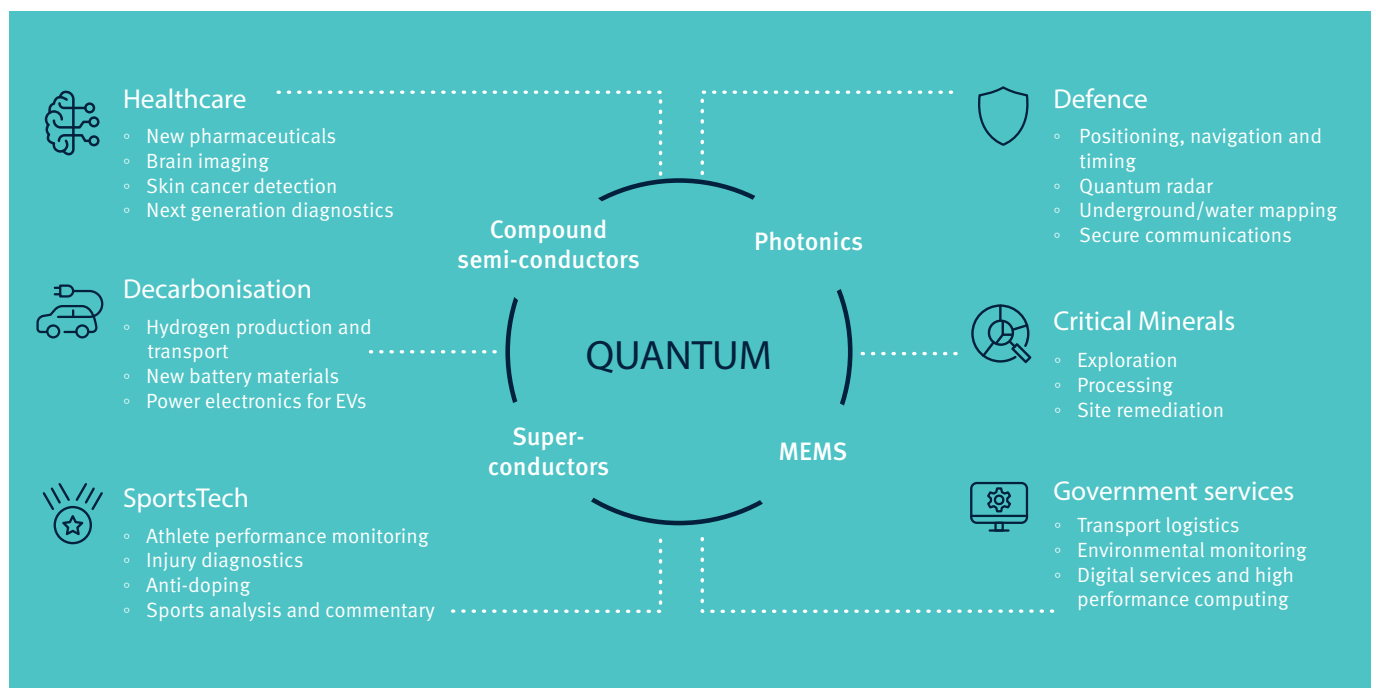 Healthcare
◦ New pharmaceuticals
◦ Brain imaging
◦ Skin cancer detection
◦ Next generation diagnostics
Decarbonisation
◦ Hydrogen production and
transport
◦ New battery materials
◦ Power electronics for EVs
SportsTech
◦ Athlete performance monitoring
◦ Injury diagnostics
◦ Anti-doping
◦ Sports analysis and commentary
Compound
semi-conductors
Photonics
QUANTUM
Super-
conductors
MEMS
Defence
◦ Positioning, navigation and
timing
◦ Quantum radar
◦ Underground/water mapping
◦ Secure communications
Critical Minerals
◦ Exploration
◦ Processing
◦ Site remediation
Government services
◦ Transport logistics
◦ Environmental monitoring
◦ Digital services and high
performance computing